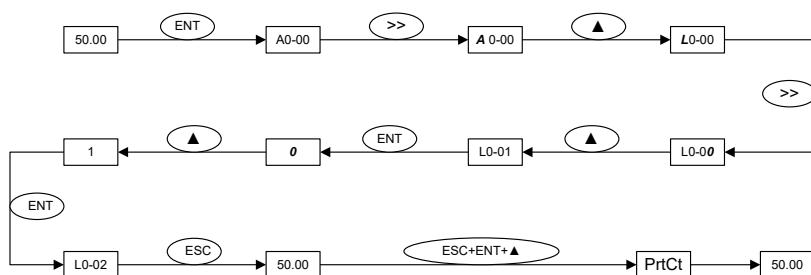 50.00 ENT A0-00 >> A 0-00 ▲ L0-00
>>
1 ▲ 0 ENT L0-01 ▲ L0-00
ENT
L0-02 ESC 50.00 ESC+ENT+▲ PrtCt 50.00